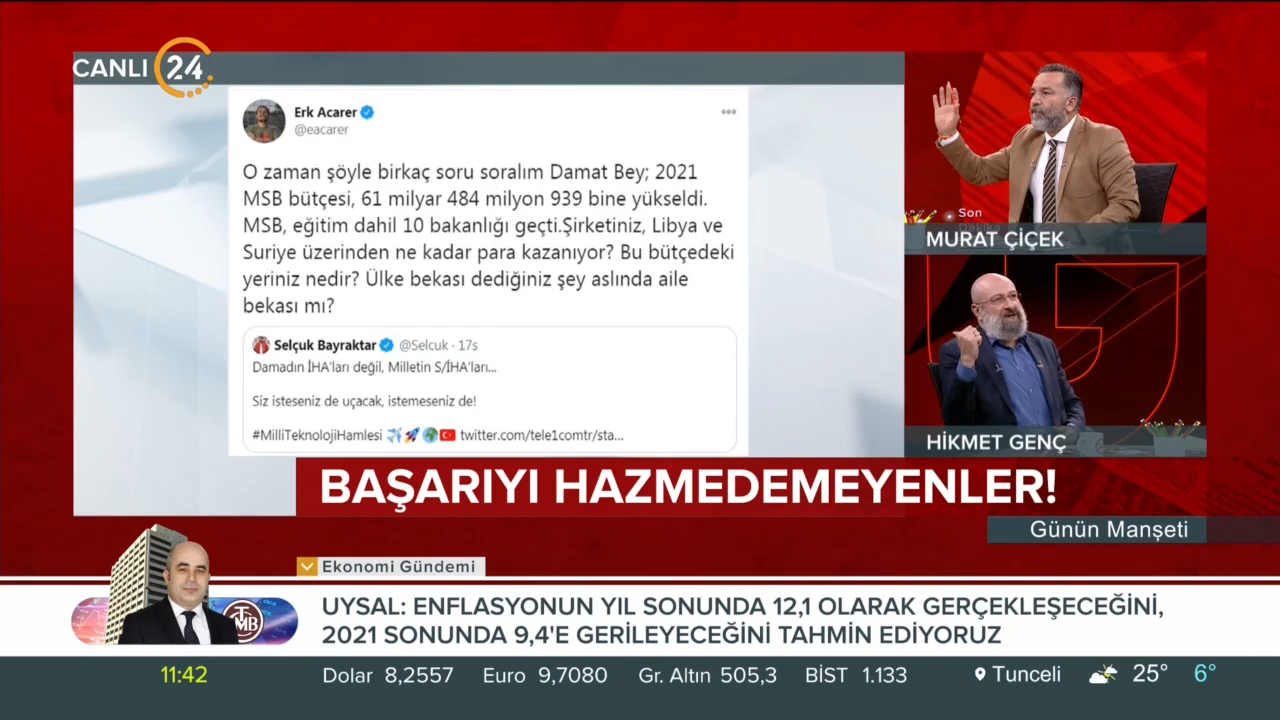 CANLI 24
Erk Acarer
@eacarer
O zaman şöyle birkaç soru soralım Damat Bey; 2021
MSB bütçesi, 61 milyar 484 milyon 939 bine yükseldi.
MSB, eğitim dahil 10 bakanlığı geçti.Şirketiniz, Libya ve
Suriye üzerinden ne kadar para kazanıyor? Bu bütçedeki
yeriniz nedir? Ülke bekası dediğiniz şey aslında aile
bekası mı?
Selçuk Bayraktar @Selcuk · 17s
Damadın İHA'ları değil, Milletin S/İHA'ları...
Siz isteseniz de uçacak, istemeseniz de!
#MilliTeknolojiHamlesi twitter.com/tele1comtr/sta...
Son
Dakika
MURAT ÇİÇEK
HİKMET GENÇ
BAŞARIYI HAZMEDEMEYENLER!
Günün Manşeti
Ekonomi Gündemi
UYSAL: ENFLASYONUN YIL SONUNDA 12,1 OLARAK GERÇEKLEŞECEĞİNİ,
2021 SONUNDA 9,4'E GERİLEYECEĞİNİ TAHMİN EDİYORUZ
11:42 Dolar 8,2557 Euro 9,7080 Gr. Altın 505,3 BİST 1.133 Tunceli 25° 6°